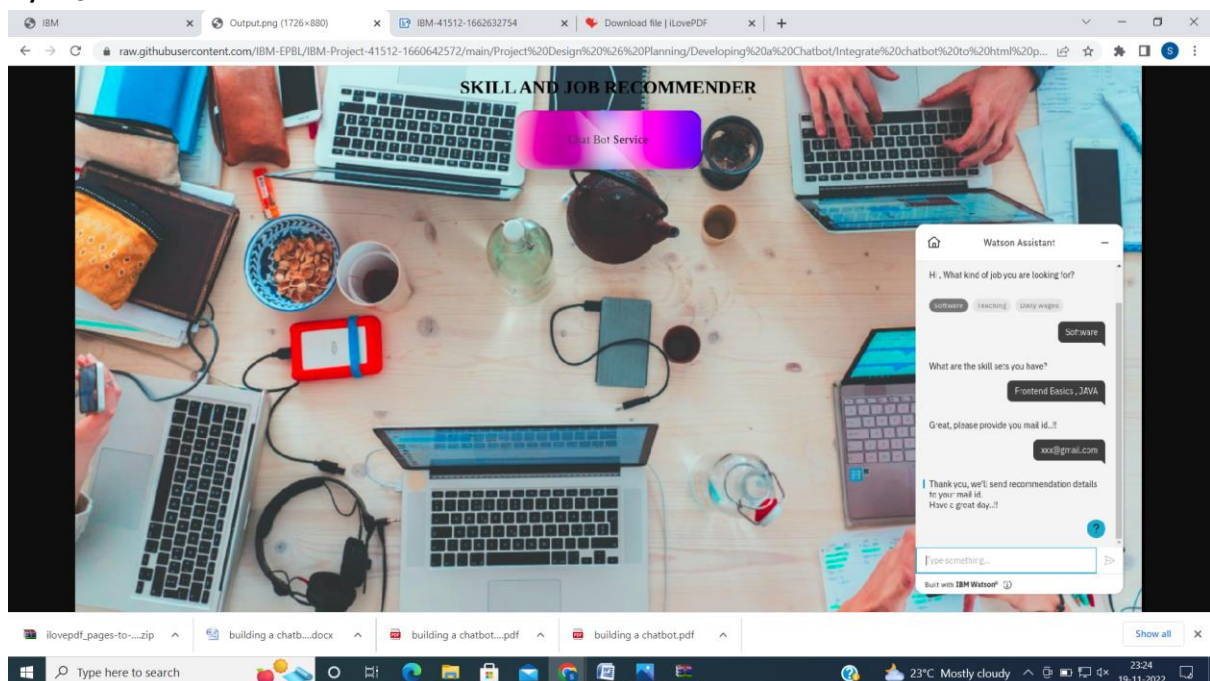 IBM
Output.png (1726×880)
IBM-41512-1662632754
Download file | iLovePDF
raw.githubusercontent.com/IBM-EPBL/IBM-Project-41512-1660642572/main/Project%20Design%20%26%20Planning/Developing%20a%20Chatbot/Integrate%20chatbot%20to%20html%20p...
S
SKILL AND JOB RECOMMENDER
Chat Bot Service
Watson Assistant
Hi , What kind of job you are looking for?
Software Teaching Daily wages
Software
What are the skill sets you have?
Frontend Basics , JAVA
Great, please provide you mail id..!!
xxx@gmail.com
Thank you, we'll send recommendation details
to your mail id.
Have a great day..!!
?
Type something...
Built with IBM Watson®
ilovepdf_pages-to-....zip
building a chatb....docx
building a chatbot....pdf
building a chatbot.pdf
Show all
Type here to search
23°C Mostly cloudy
23:24
19-11-2022